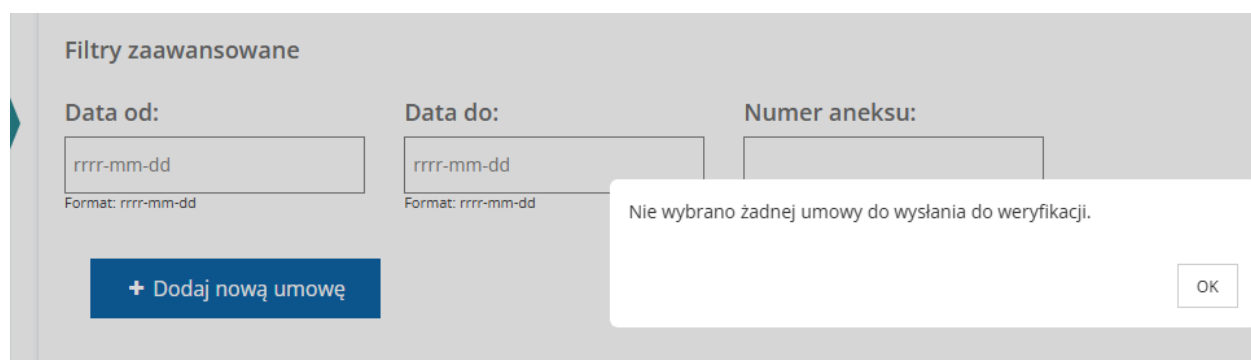 Filtry zaawansowane
Data od: Data do: Numer aneksu:
rrrr-mm-dd rrrr-mm-dd
Format: rrrr-mm-dd Format: rrrr-mm-dd
Nie wybrano żadnej umowy do wysłania do weryfikacji.
+ Dodaj nową umowę
OK